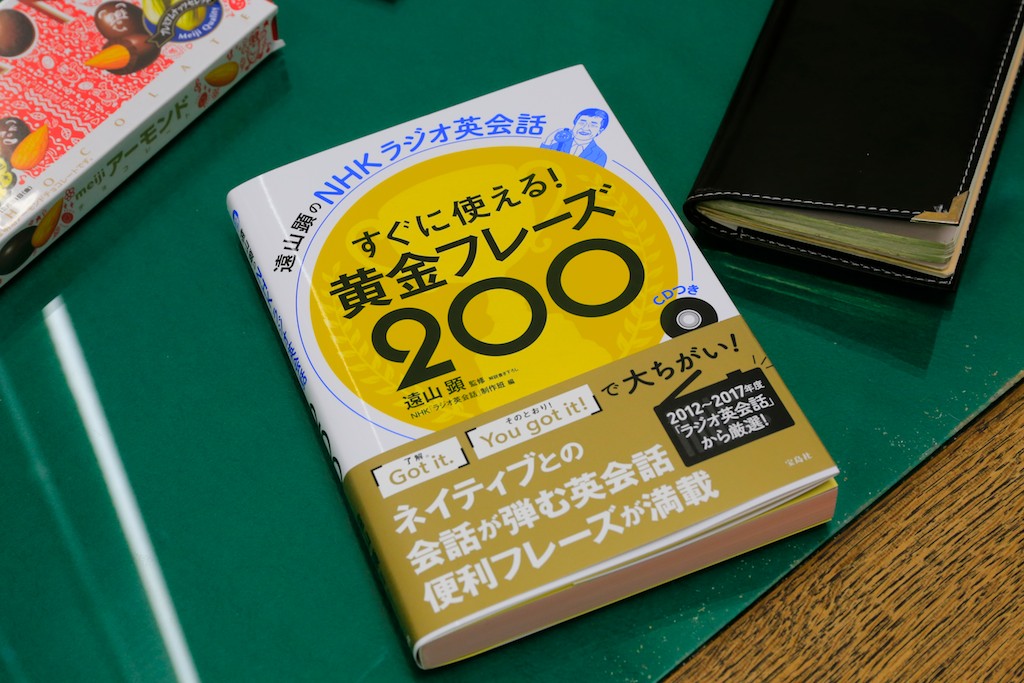 Meiji Quality
CHOCOLATE
meiji アーモンド
遠山顕の NHK ラジオ英会話
すぐに使える!
黄金フレーズ
200
CDつき
遠山 顕 監修
NHK「ラジオ英会話」制作班 編
了解。
Got it.
そのとおり!
You got it!
で大ちがい!
2012~2017年度
「ラジオ英会話」
から厳選!
ネイティブとの
会話が弾む英会話
便利フレーズが満載
宝島社